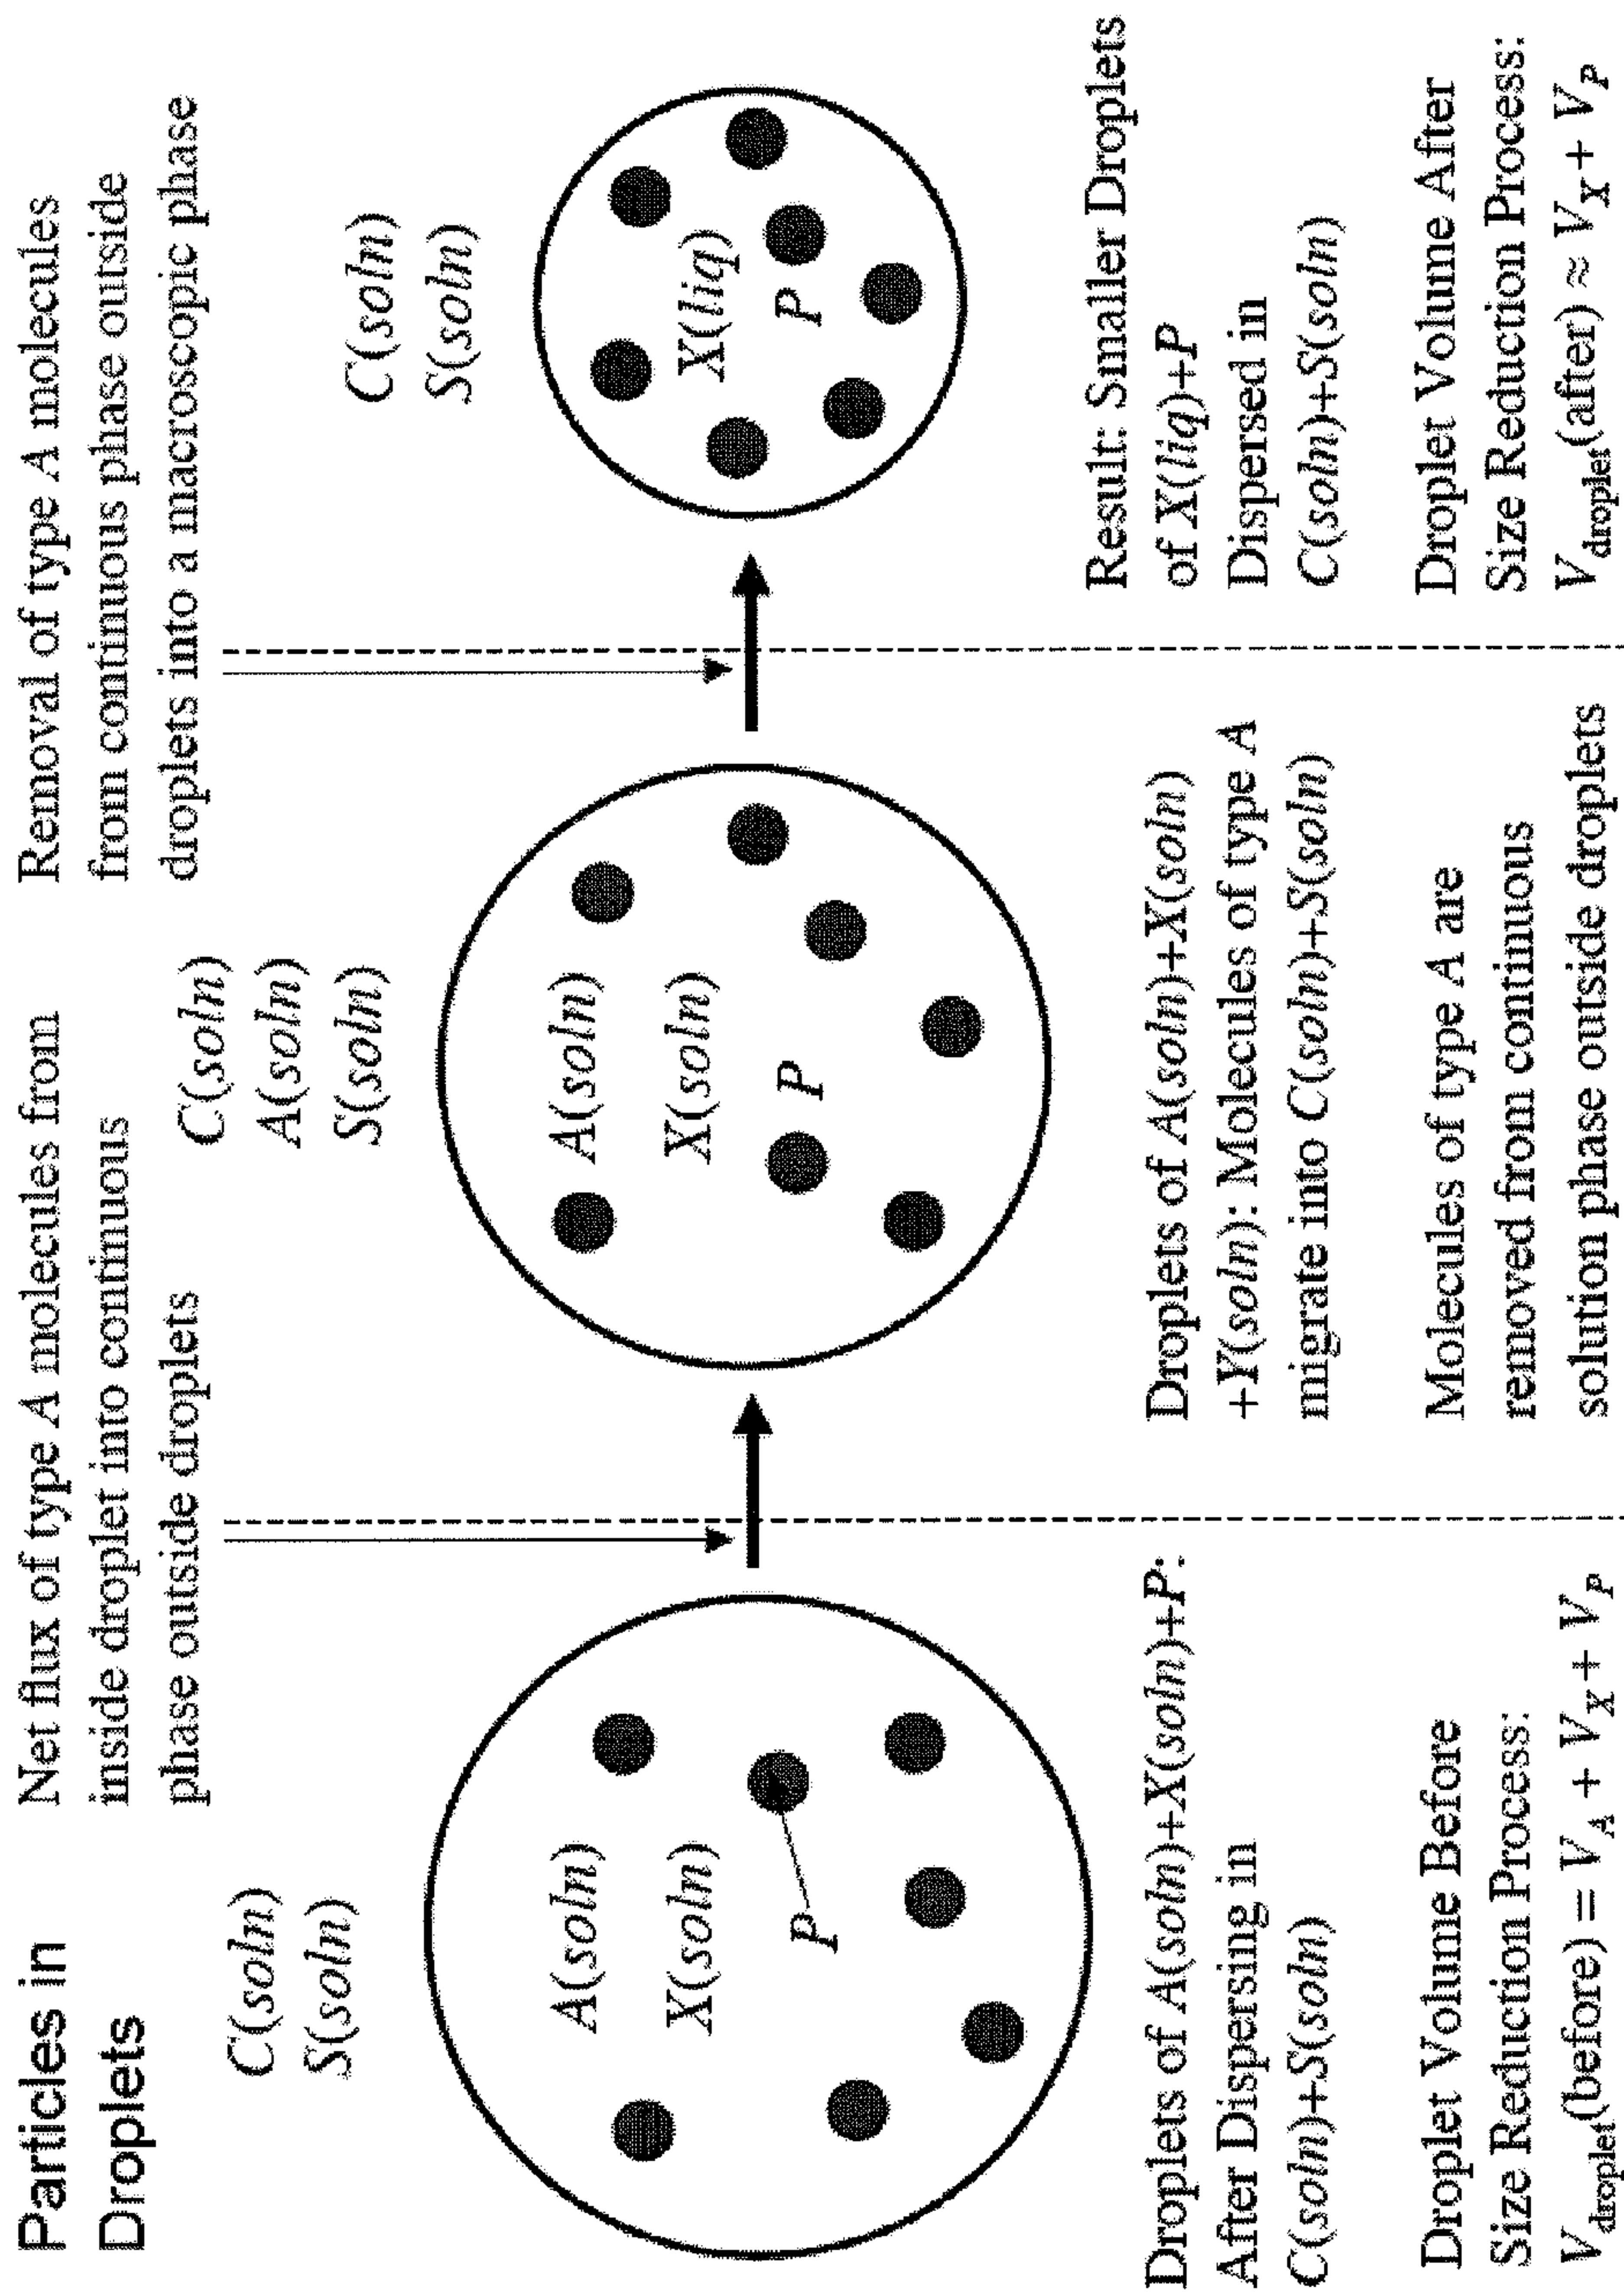 Particles in
Droplets
Net flux of type A molecules from
inside droplet into continuous
phase outside droplets
Removal of type A molecules
from continuous phase outside
droplets into a macroscopic phase
C(soln)
S(soln)
A(soln)
X(soln)
P
Droplets of A(soln)+X(soln)+P:
After Dispersing in
C(soln)+S(soln)
Droplet Volume Before
Size Reduction Process:
V_droplet(before) = V_A + V_X + V_P
C(soln)
A(soln)
S(soln)
A(soln)
X(soln)
P
Droplets of A(soln)+X(soln)
+Y(soln): Molecules of type A
migrate into C(soln)+S(soln)
Molecules of type A are
removed from continuous
solution phase outside droplets
C(soln)
S(soln)
X(liq)
P
Result: Smaller Droplets
of X(liq)+P
Dispersed in
C(soln)+S(soln)
Droplet Volume After
Size Reduction Process:
V_droplet(after) ≈ V_X + V_P